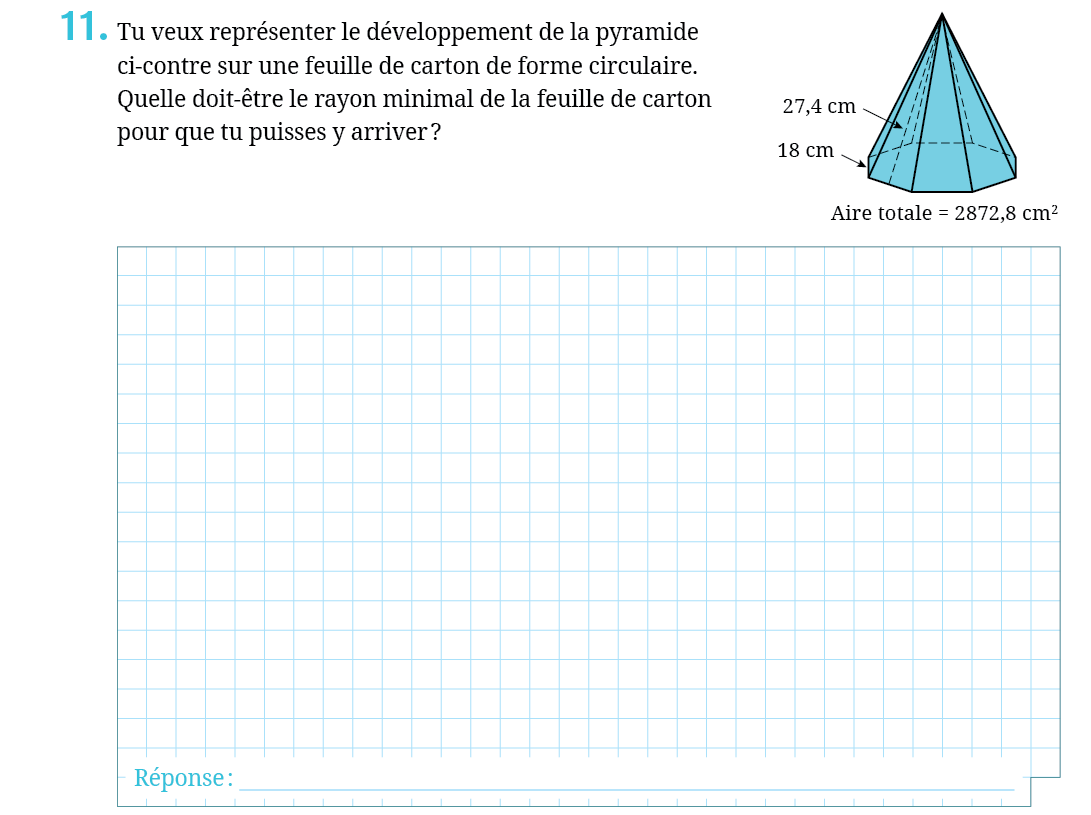 11. Tu veux représenter le développement de la pyramide
ci-contre sur une feuille de carton de forme circulaire.
Quelle doit-être le rayon minimal de la feuille de carton
pour que tu puisses y arriver ?
27,4 cm
18 cm
Aire totale = 2872,8 cm²
Réponse :